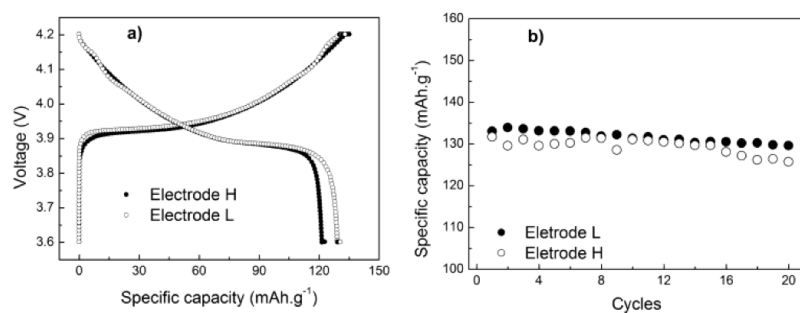 a)
4.2
4.1
4.0
3.9
3.8
3.7
3.6
Voltage (V)
Electrode H
Electrode L
0 30 60 90 120 150
Specific capacity (mAh.g⁻¹)
b)
160
150
140
130
120
110
100
Specific capacity (mAh.g⁻¹)
Eletrode L
Eletrode H
0 4 8 12 16 20
Cycles